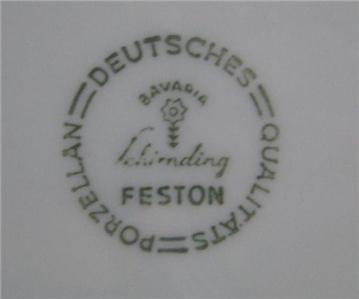 DEUTSCHES
QUALITÄTS
PORZELLAN
BAVARIA
Schirnding
FESTON